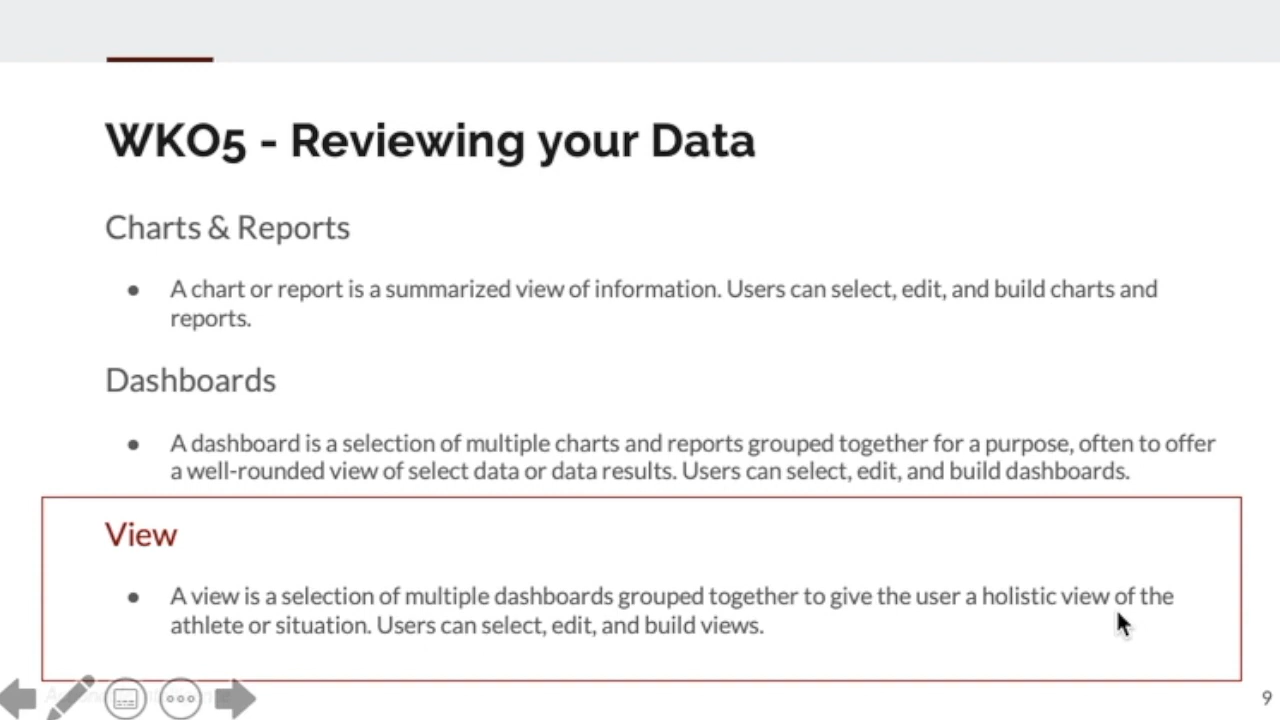 WKO5 - Reviewing your Data
Charts & Reports
● A chart or report is a summarized view of information. Users can select, edit, and build charts and
reports.
Dashboards
● A dashboard is a selection of multiple charts and reports grouped together for a purpose, often to offer
a well-rounded view of select data or data results. Users can select, edit, and build dashboards.
View
● A view is a selection of multiple dashboards grouped together to give the user a holistic view of the
athlete or situation. Users can select, edit, and build views.
9